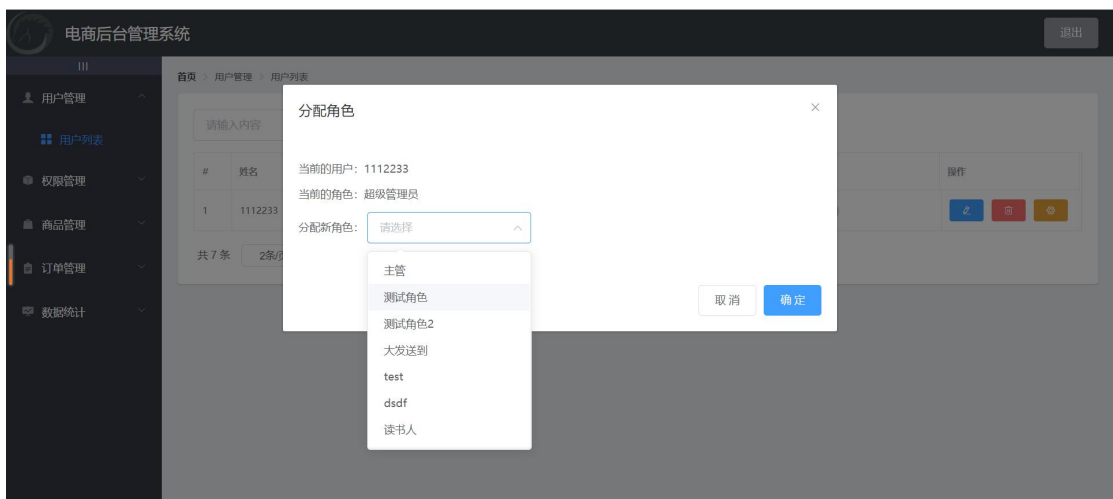 电商后台管理系统
退出
首页 > 用户管理 > 用户列表
用户管理
用户列表
权限管理
商品管理
订单管理
数据统计
请输入内容
# 姓名 操作
1 1112233
共 7 条 2条/
分配角色
当前的用户：1112233
当前的角色：超级管理员
分配新角色： 请选择
主管
测试角色
测试角色2
大发送到
test
dsdf
读书人
取消 确定